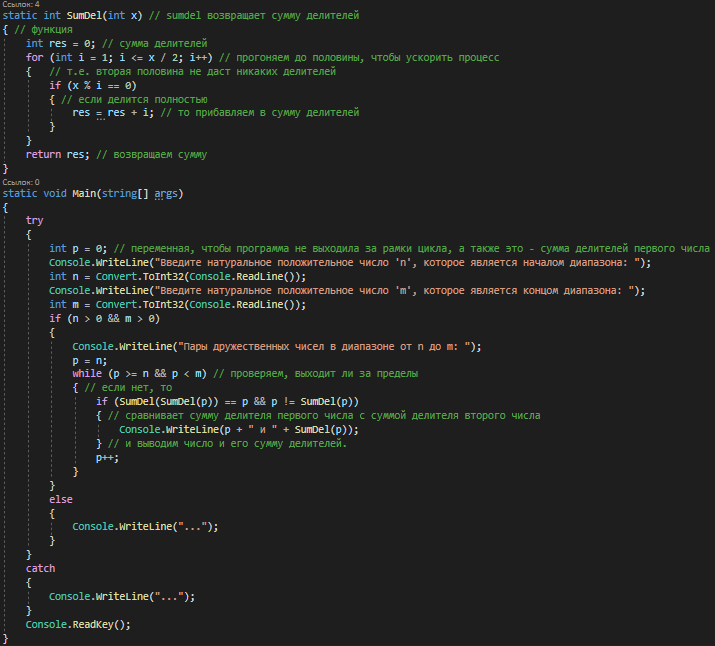 Ссылок: 4
static int SumDel(int x) // sumdel возвращает сумму делителей
{ // функция
int res = 0; // сумма делителей
for (int i = 1; i <= x / 2; i++) // прогоняем до половины, чтобы ускорить процесс
{ // т.е. вторая половина не даст никаких делителей
if (x % i == 0)
{ // если делится полностью
res = res + i; // то прибавляем в сумму делителей
}
}
return res; // возвращаем сумму
}
Ссылок: 0
static void Main(string[] args)
{
try
{
int p = 0; // переменная, чтобы программа не выходила за рамки цикла, а также это - сумма делителей первого числа
Console.WriteLine("Введите натуральное положительное число 'n', которое является началом диапазона: ");
int n = Convert.ToInt32(Console.ReadLine());
Console.WriteLine("Введите натуральное положительное число 'm', которое является концом диапазона: ");
int m = Convert.ToInt32(Console.ReadLine());
if (n > 0 && m > 0)
{
Console.WriteLine("Пары дружественных чисел в диапазоне от n до m: ");
p = n;
while (p >= n && p < m) // проверяем, выходит ли за пределы
{ // если нет, то
if (SumDel(SumDel(p)) == p && p != SumDel(p))
{ // сравнивает сумму делителя первого числа с суммой делителя второго числа
Console.WriteLine(p + " и " + SumDel(p));
} // и выводим число и его сумму делителей.
p++;
}
}
else
{
Console.WriteLine("...");
}
}
catch
{
Console.WriteLine("...");
}
Console.ReadKey();
}